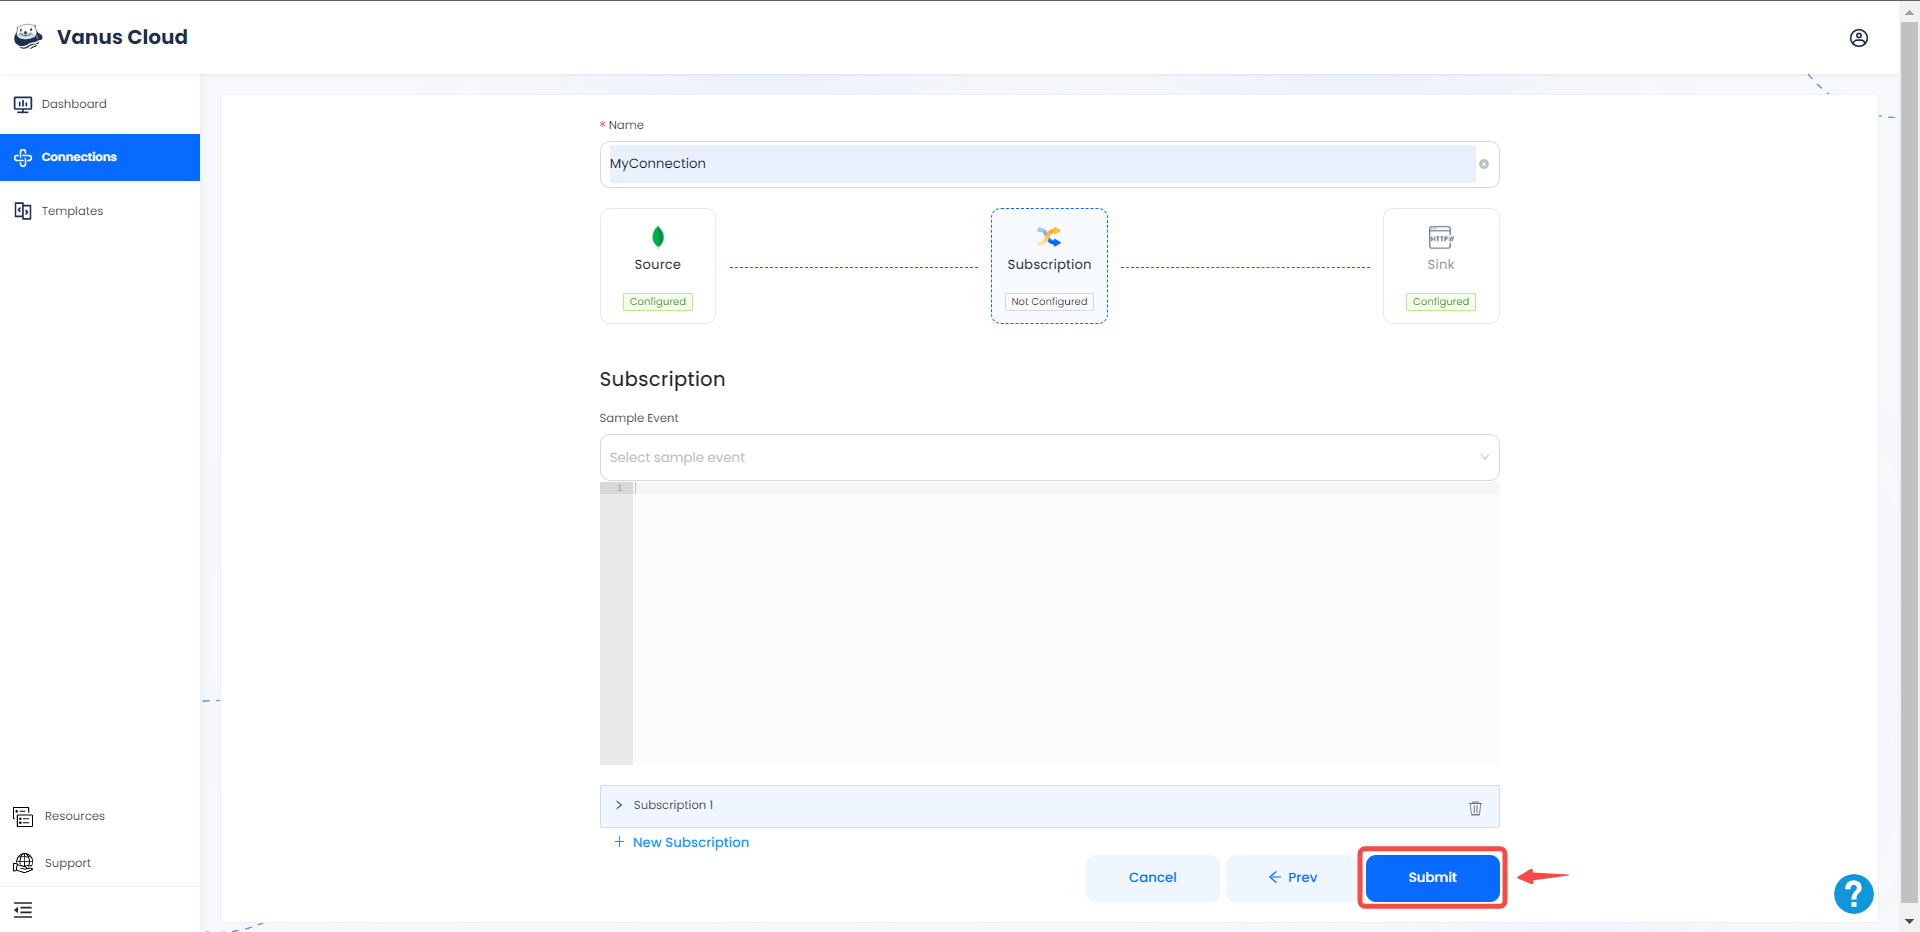 Vanus Cloud
Dashboard
Connections
Templates
* Name
MyConnection
Source
Configured
Subscription
Not Configured
HTTP://
Sink
Configured
Subscription
Sample Event
Select sample event
1
Subscription 1
+ New Subscription
Cancel
← Prev
Submit
Resources
Support
?